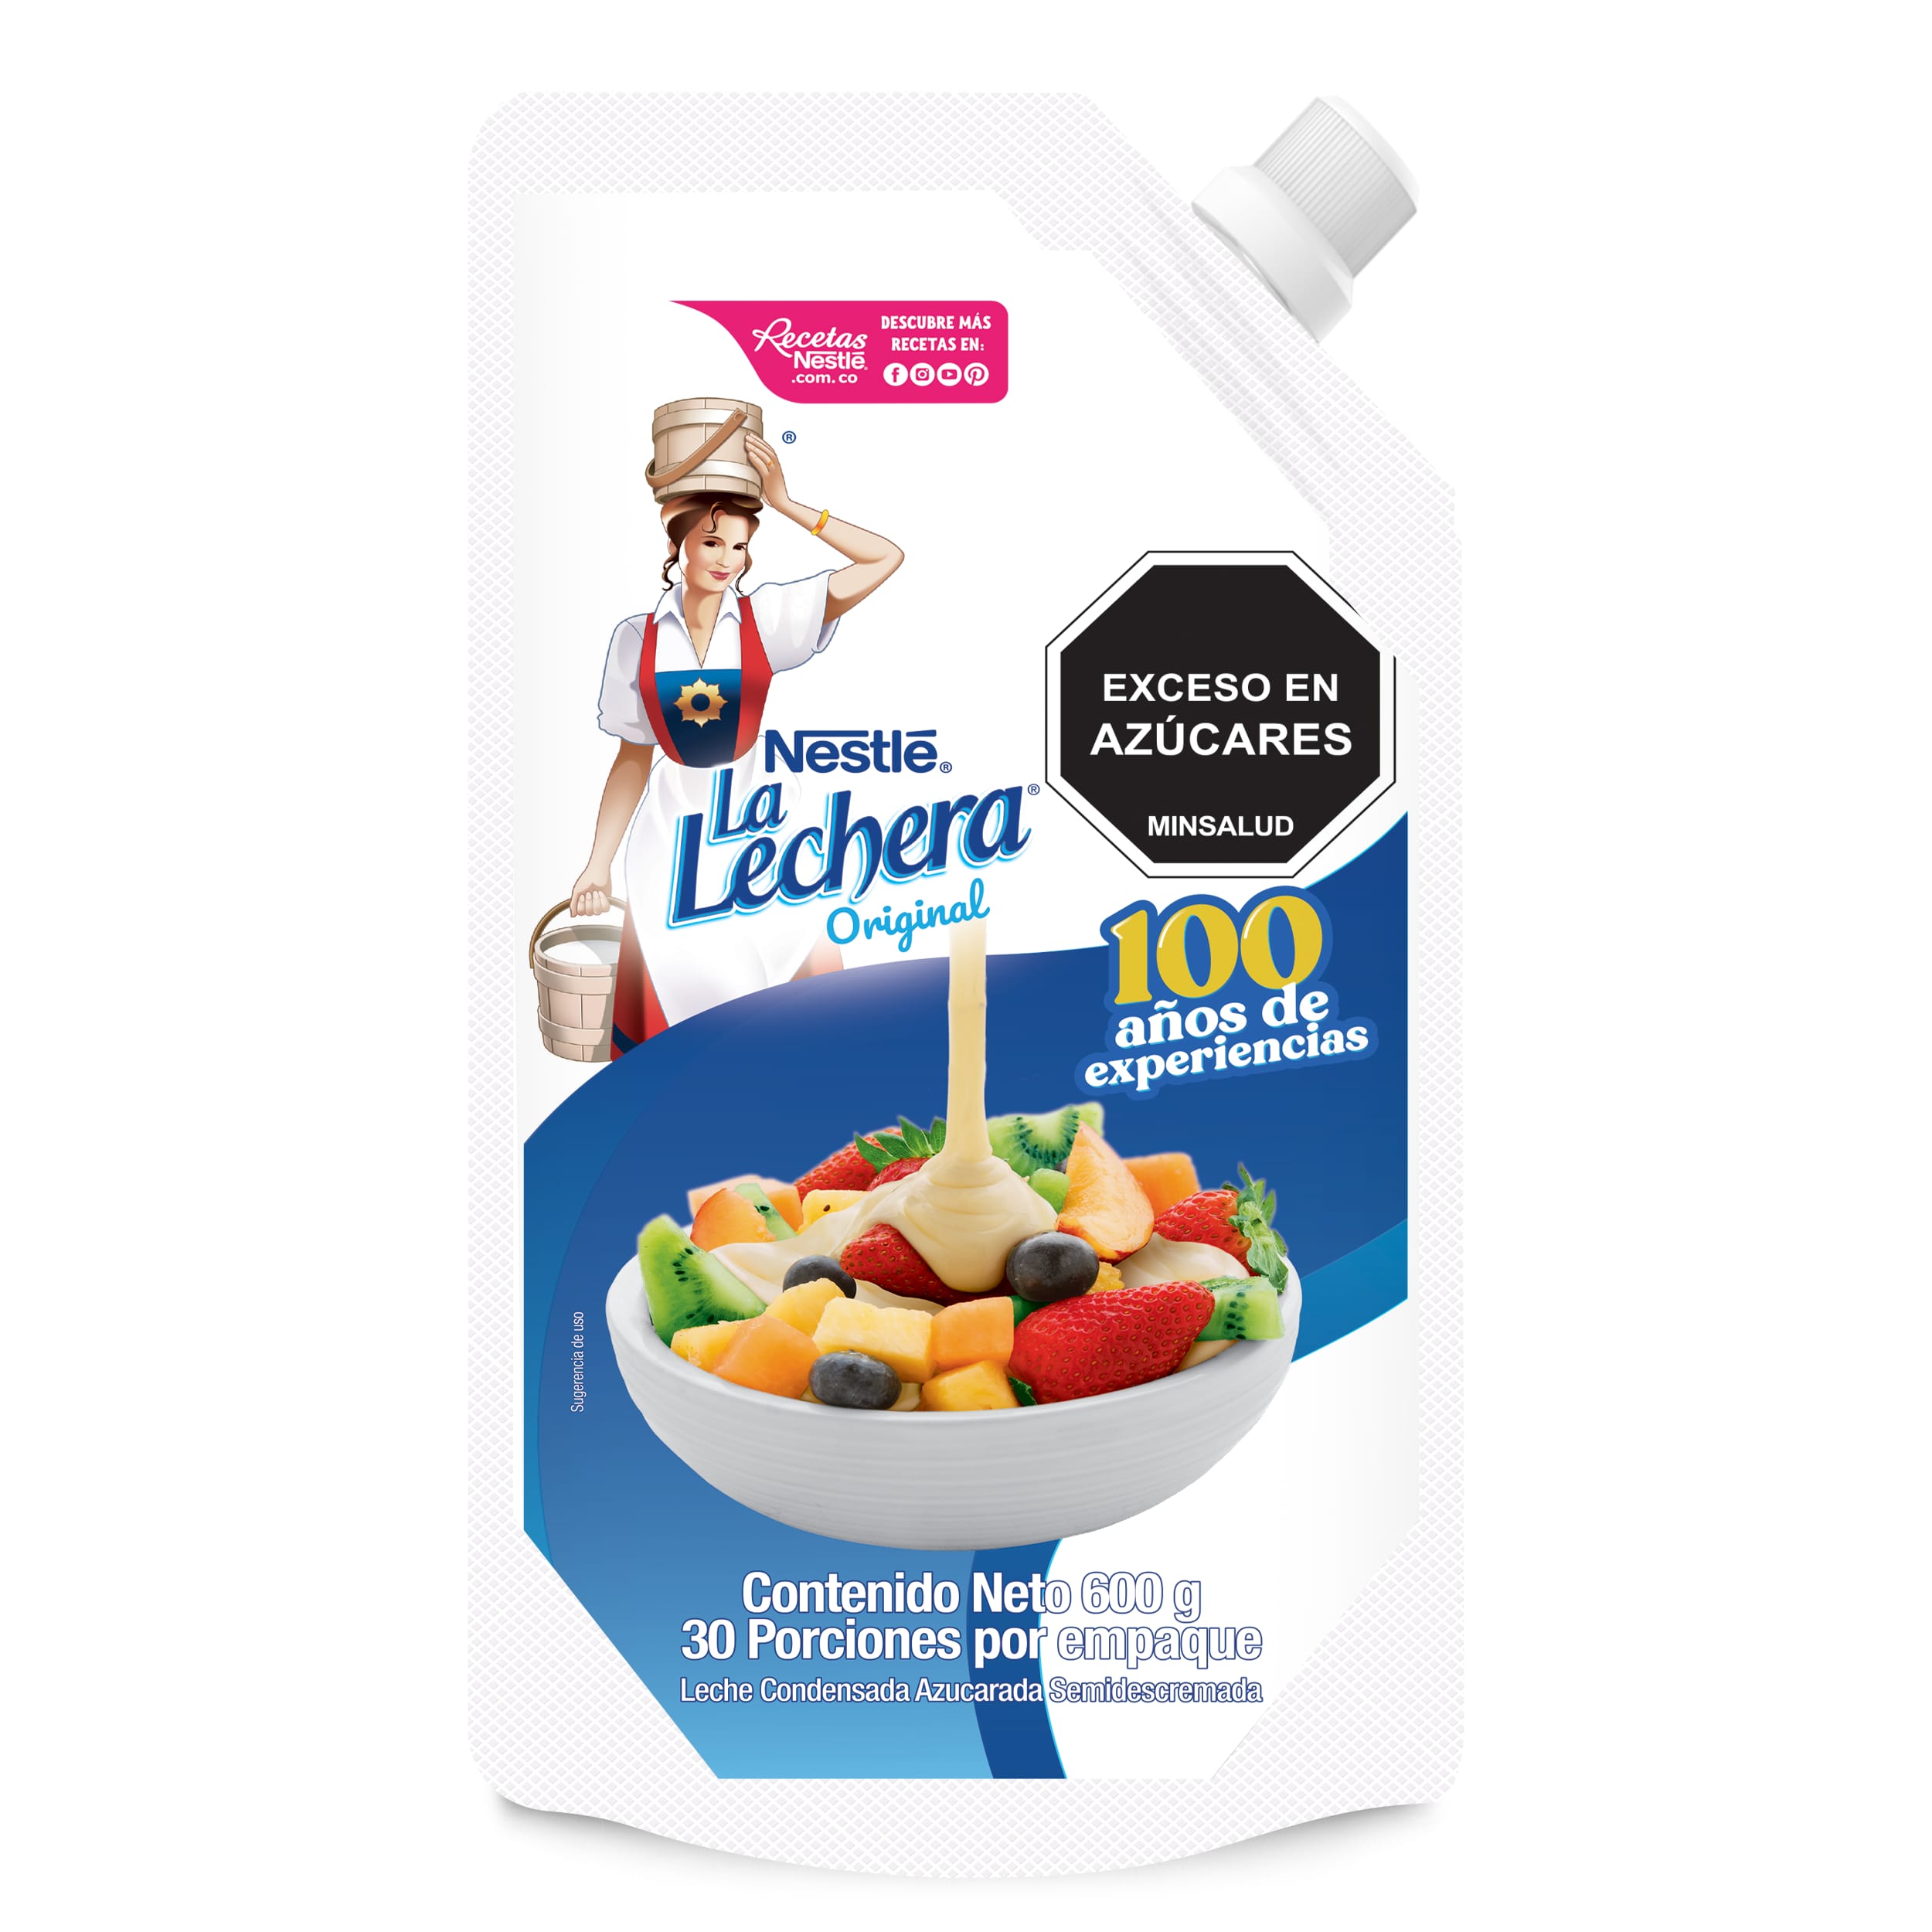 Recetas
Nestlé®
.com.co
DESCUBRE MÁS
RECETAS EN:
®
Nestlé®
La
Lechera®
Original
EXCESO EN
AZÚCARES
MINSALUD
100
años de
experiencias
Sugerencia de uso
Contenido Neto 600 g
30 Porciones por empaque
Leche Condensada Azucarada Semidescremada